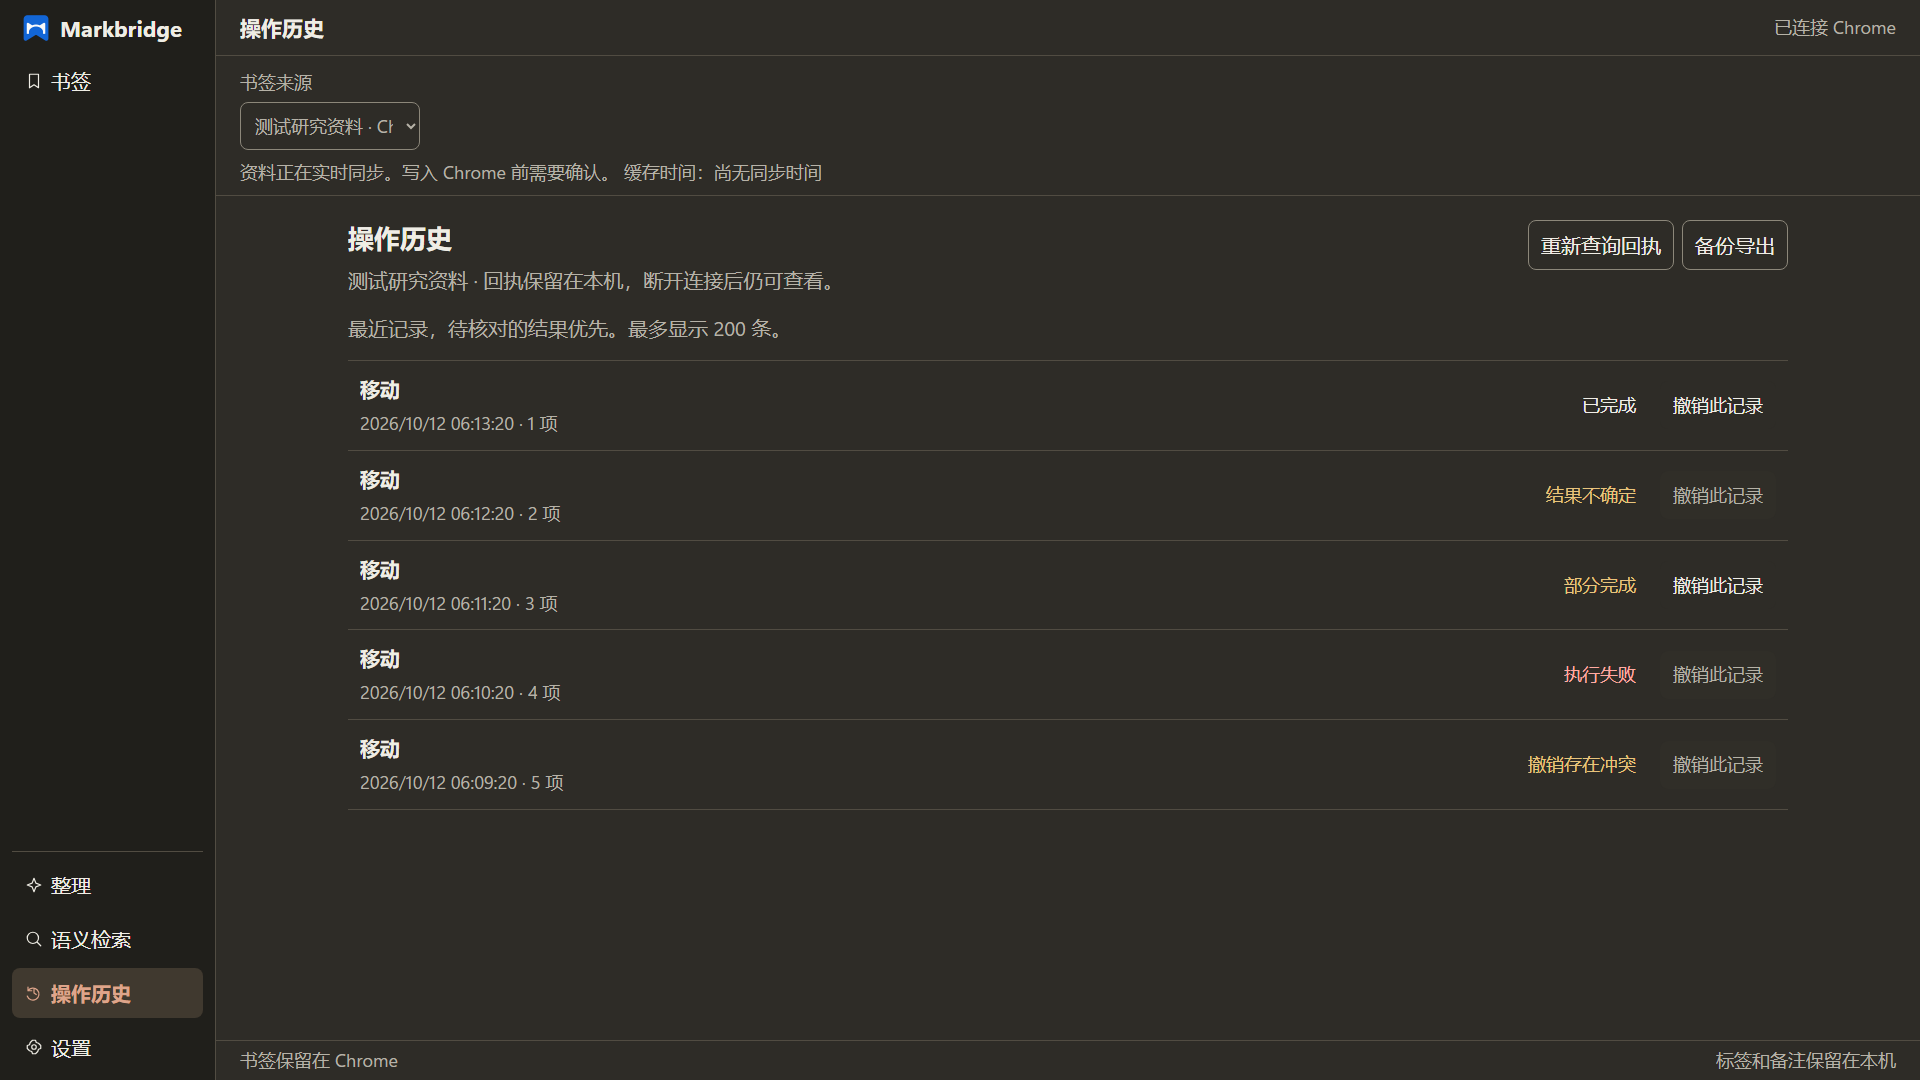 Markbridge
书签
整理
语义检索
操作历史
设置
操作历史
已连接 Chrome
书签来源
测试研究资料 · Ch
资料正在实时同步。写入 Chrome 前需要确认。 缓存时间：尚无同步时间
操作历史
重新查询回执
备份导出
测试研究资料 · 回执保留在本机，断开连接后仍可查看。
最近记录，待核对的结果优先。最多显示 200 条。
移动
2026/10/12 06:13:20 · 1 项
已完成
撤销此记录
移动
2026/10/12 06:12:20 · 2 项
结果不确定
撤销此记录
移动
2026/10/12 06:11:20 · 3 项
部分完成
撤销此记录
移动
2026/10/12 06:10:20 · 4 项
执行失败
撤销此记录
移动
2026/10/12 06:09:20 · 5 项
撤销存在冲突
撤销此记录
书签保留在 Chrome
标签和备注保留在本机